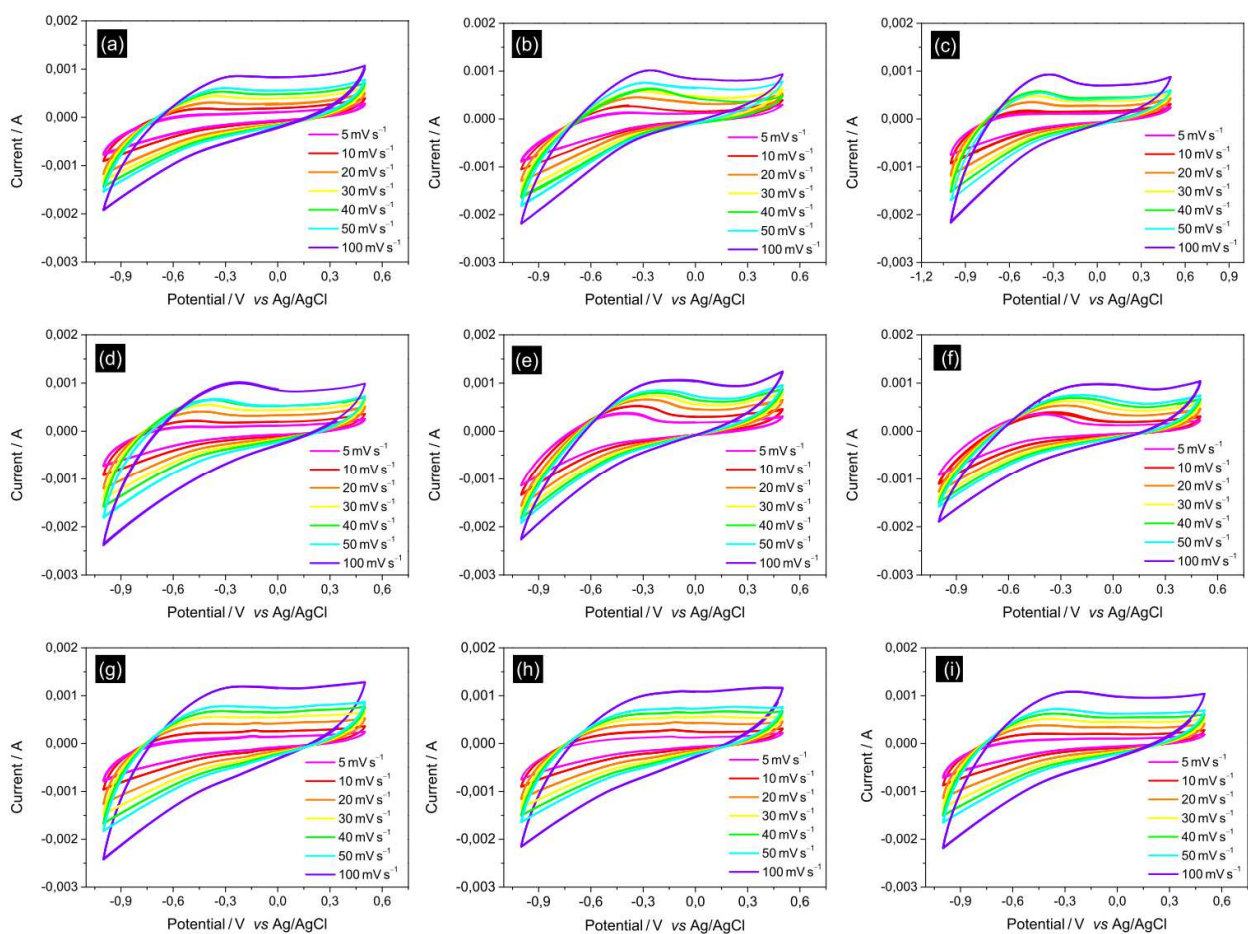 (a)
0,002
0,001
0,000
-0,001
-0,002
-0,003
Current / A
5 mV s⁻¹
10 mV s⁻¹
20 mV s⁻¹
30 mV s⁻¹
40 mV s⁻¹
50 mV s⁻¹
100 mV s⁻¹
-0,9 -0,6 -0,3 0,0 0,3 0,6
Potential / V vs Ag/AgCl
(b)
0.002
0.001
0.000
-0.001
-0.002
-0.003
Current / A
5 mV s⁻¹
10 mV s⁻¹
20 mV s⁻¹
30 mV s⁻¹
40 mV s⁻¹
50 mV s⁻¹
100 mV s⁻¹
-0,9 -0,6 -0,3 0,0 0,3 0,6
Potential / V vs Ag/AgCl
(c)
0,002
0,001
0,000
-0,001
-0,002
-0,003
Current / A
5 mV s⁻¹
10 mV s⁻¹
20 mV s⁻¹
30 mV s⁻¹
40 mV s⁻¹
50 mV s⁻¹
100 mV s⁻¹
-1,2 -0,9 -0,6 -0,3 0,0 0,3 0,6 0,9
Potential / V vs Ag/AgCl
(d)
0,002
0,001
0,000
-0,001
-0,002
-0,003
Current / A
5 mV s⁻¹
10 mV s⁻¹
20 mV s⁻¹
30 mV s⁻¹
40 mV s⁻¹
50 mV s⁻¹
100 mV s⁻¹
-0,9 -0,6 -0,3 0,0 0,3 0,6
Potential / V vs Ag/AgCl
(e)
0,002
0,001
0,000
-0,001
-0,002
-0,003
Current / A
5 mV s⁻¹
10 mV s⁻¹
20 mV s⁻¹
30 mV s⁻¹
40 mV s⁻¹
50 mV s⁻¹
100 mV s⁻¹
-0,9 -0,6 -0,3 0,0 0,3 0,6
Potential / V vs Ag/AgCl
(f)
0,002
0,001
0,000
-0,001
-0,002
-0,003
Current / A
5 mV s⁻¹
10 mV s⁻¹
20 mV s⁻¹
30 mV s⁻¹
40 mV s⁻¹
50 mV s⁻¹
100 mV s⁻¹
-0,9 -0,6 -0,3 0,0 0,3 0,6
Potential / V vs Ag/AgCl
(g)
0,002
0,001
0,000
-0,001
-0,002
-0,003
Current / A
5 mV s⁻¹
10 mV s⁻¹
20 mV s⁻¹
30 mV s⁻¹
40 mV s⁻¹
50 mV s⁻¹
100 mV s⁻¹
-0,9 -0,6 -0,3 0,0 0,3 0,6
Potential / V vs Ag/AgCl
(h)
0,002
0,001
0,000
-0,001
-0,002
-0,003
Current / A
5 mV s⁻¹
10 mV s⁻¹
20 mV s⁻¹
30 mV s⁻¹
40 mV s⁻¹
50 mV s⁻¹
100 mV s⁻¹
-0,9 -0,6 -0,3 0,0 0,3 0,6
Potential / V vs Ag/AgCl
(i)
0,002
0,001
0,000
-0,001
-0,002
-0,003
Current / A
5 mV s⁻¹
10 mV s⁻¹
20 mV s⁻¹
30 mV s⁻¹
40 mV s⁻¹
50 mV s⁻¹
100 mV s⁻¹
-0,9 -0,6 -0,3 0,0 0,3 0,6
Potential / V vs Ag/AgCl